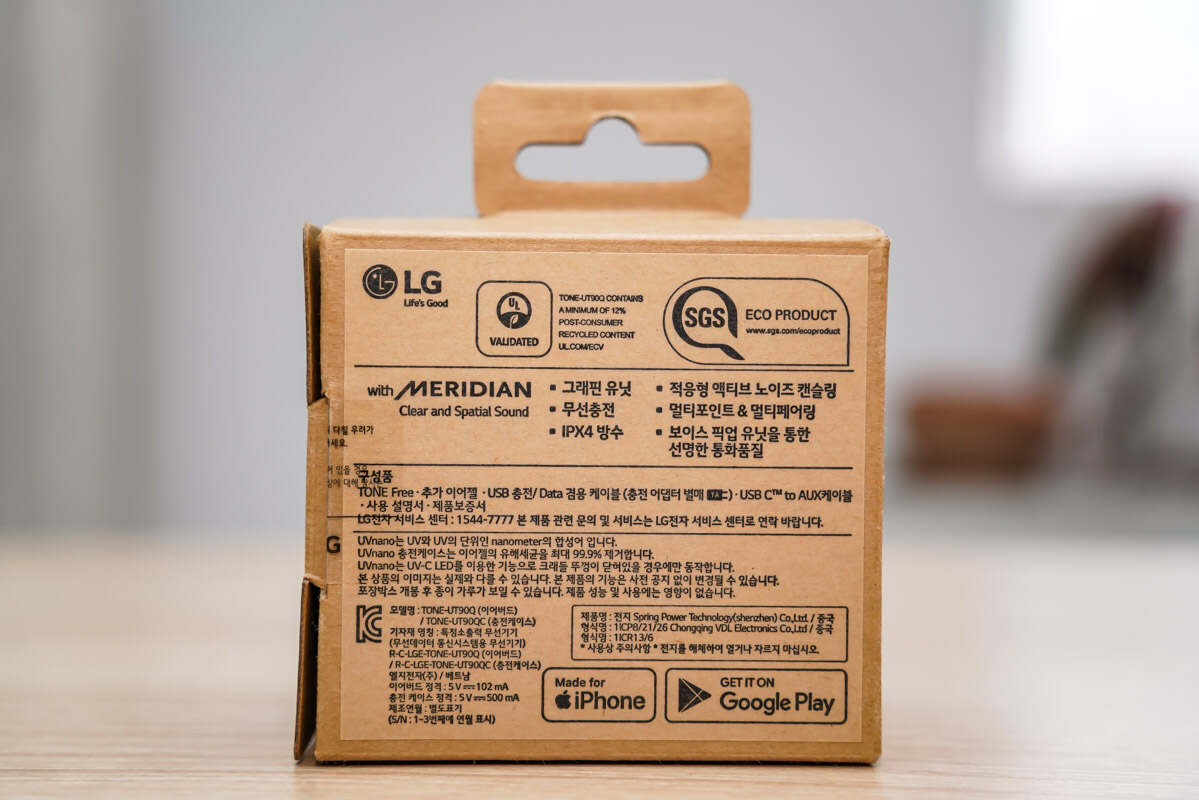 LG
Life's Good
UL
VALIDATED
TONE-UT90Q CONTAINS
A MINIMUM OF 12%
POST-CONSUMER
RECYCLED CONTENT
UL.COM/ECV
SGS
ECO PRODUCT
www.sgs.com/ecoproduct
with MERIDIAN
Clear and Spatial Sound
▪ 그래핀 유닛
▪ 무선충전
▪ IPX4 방수
▪ 적응형 액티브 노이즈 캔슬링
▪ 멀티포인트 & 멀티페어링
▪ 보이스 픽업 유닛을 통한
선명한 통화품질
다칠 우려가
세요.
있을 경우
상에 대해
구성품
TONE Free · 추가 이어젤 · USB 충전/ Data 겸용 케이블 (충전 어댑터 별매 TA) · USB C™ to AUX케이블
· 사용 설명서 · 제품보증서
LG전자 서비스 센터 : 1544-7777 본 제품 관련 문의 및 서비스는 LG전자 서비스 센터로 연락 바랍니다.
G
UVnano는 UV와 UV의 단위인 nanometer의 합성어 입니다.
UVnano 충전케이스는 이어젤의 유해세균을 최대 99.9% 제거합니다.
UVnano는 UV-C LED를 이용한 기능으로 크래들 뚜껑이 닫혀있을 경우에만 동작합니다.
본 상품의 이미지는 실제와 다를 수 있습니다. 본 제품의 기능은 사전 공지 없이 변경될 수 있습니다.
포장박스 개봉 후 종이 가루가 보일 수 있습니다. 제품 성능 및 사용에는 영향이 없습니다.
모델명 : TONE-UT90Q (이어버드)
/ TONE-UT90QC (충전케이스)
기자재 명칭 : 특정소출력 무선기기
(무선데이터 통신시스템용 무선기기)
R-C-LGE-TONE-UT90Q (이어버드)
/ R-C-LGE-TONE-UT90QC (충전케이스)
엘지전자(주) / 베트남
이어버드 정격 : 5 V⎓102 mA
충전 케이스 정격 : 5 V⎓500 mA
제조연월 : 별도표기
(S/N : 1~3번째에 연월 표시)
제품명 : 전지 Spring Power Technology(shenzhen) Co.,Ltd. / 중국
형식명 : 1ICP8/21/26 Chongqing VDL Electronics Co.,Ltd / 중국
형식명 : 1ICR13/6
* 사용상 주의사항 * 전지를 해체하여 열거나 자르지 마십시오.
Made for
iPhone
GET IT ON
Google Play